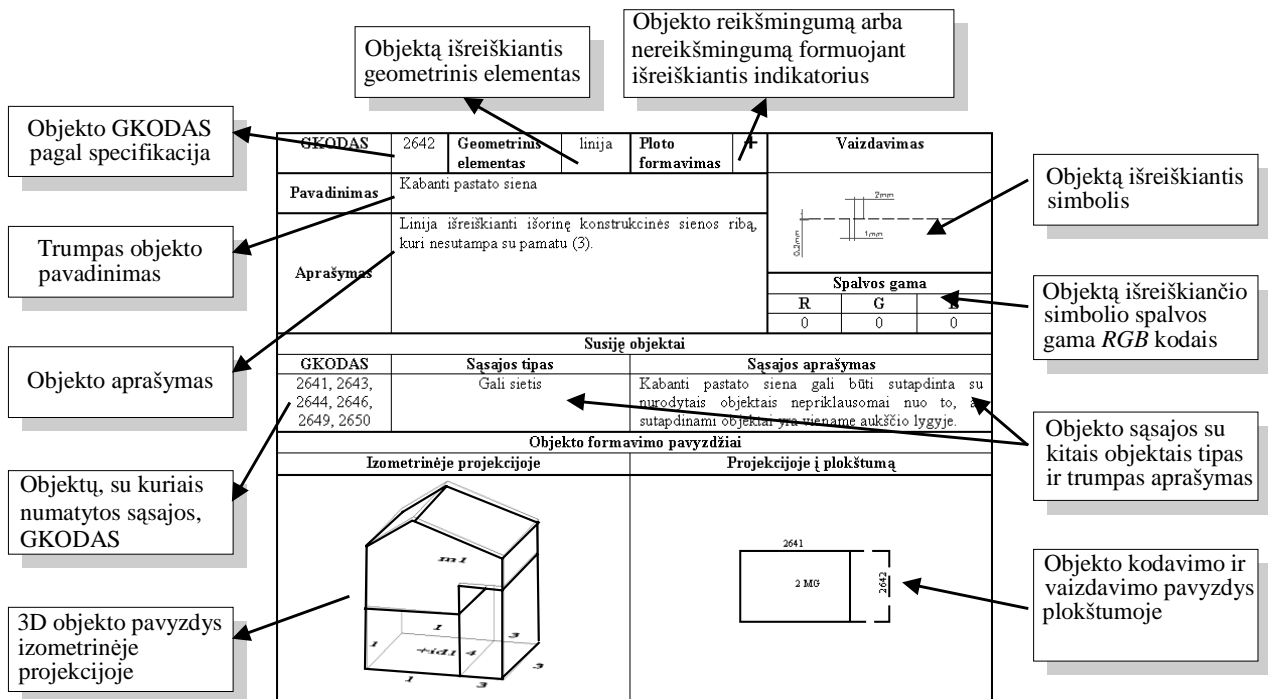 Objektą išreiškiantis
geometrinis elementas
Objekto reikšmingumą arba
nereikšmingumą formuojant
išreiškiantis indikatorius
Objekto GKODAS
pagal specifikacija
Trumpas objekto
pavadinimas
Objekto aprašymas
Objektų, su kuriais
numatytos sąsajos,
GKODAS
3D objekto pavyzdys
izometrinėje
projekcijoje
GKODAS 2642 Geometrinis elementas linija Ploto formavimas + Vaizdavimas
Pavadinimas Kabanti pastato siena
Aprašymas Linija išreiškianti išorinę konstrukcinės sienos ribą,
kuri nesutampa su pamatu (3).
2mm
1mm
0.2mm
Spalvos gama
R G B
0 0 0
Susiję objektai
GKODAS Sąsajos tipas Sąsajos aprašymas
2641, 2643,
2644, 2646,
2649, 2650
Gali sietis
Kabanti pastato siena gali būti sutapdinta su
nurodytais objektais nepriklausomai nuo to,
sutapdinami objektai yra viename aukščio lygyje.
Objekto formavimo pavyzdžiai
Izometrinėje projekcijoje Projekcijoje į plokštumą
m1
1
1 3
+id1 4
3
1 3
2641
2 MG
2642
Objektą išreiškiantis
simbolis
Objektą išreiškiančio
simbolio spalvos
gama RGB kodais
Objekto sąsajos su
kitais objektais tipas
ir trumpas aprašymas
Objekto kodavimo ir
vaizdavimo pavyzdys
plokštumoje